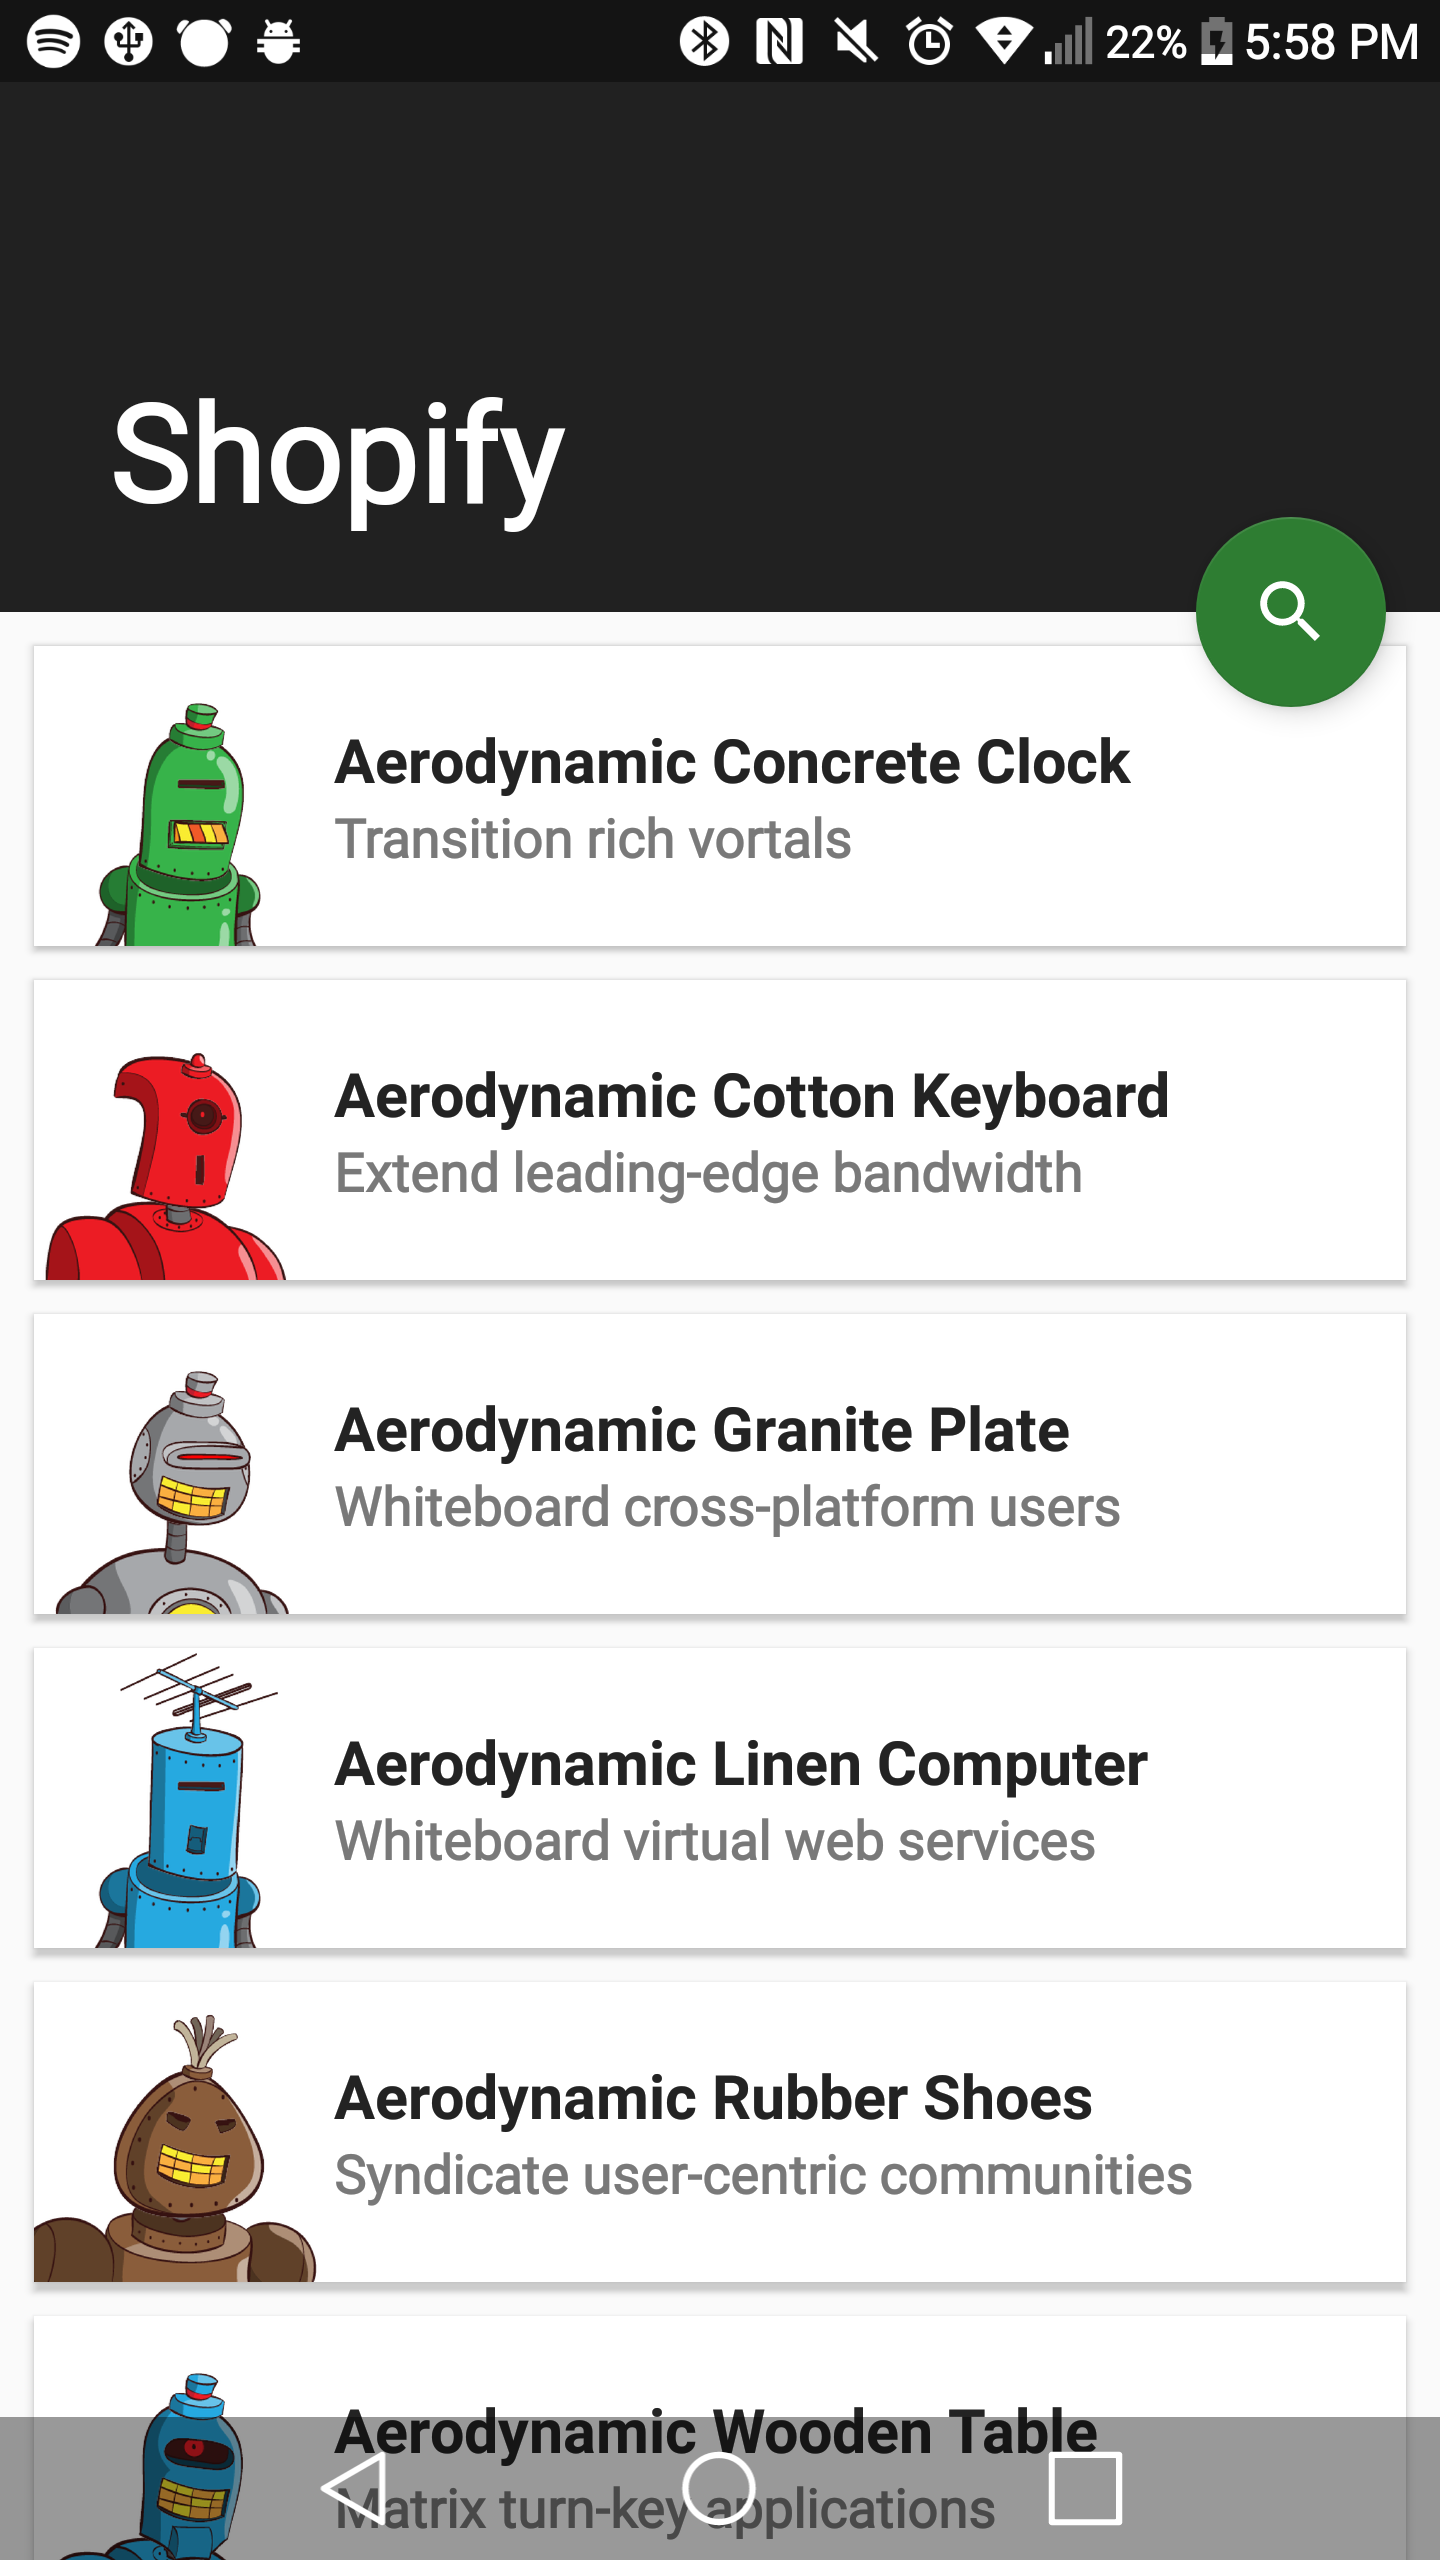 22% 5:58 PM
Shopify
Aerodynamic Concrete Clock
Transition rich vortals
Aerodynamic Cotton Keyboard
Extend leading-edge bandwidth
Aerodynamic Granite Plate
Whiteboard cross-platform users
Aerodynamic Linen Computer
Whiteboard virtual web services
Aerodynamic Rubber Shoes
Syndicate user-centric communities
Aerodynamic Wooden Table
Matrix turn-key applications